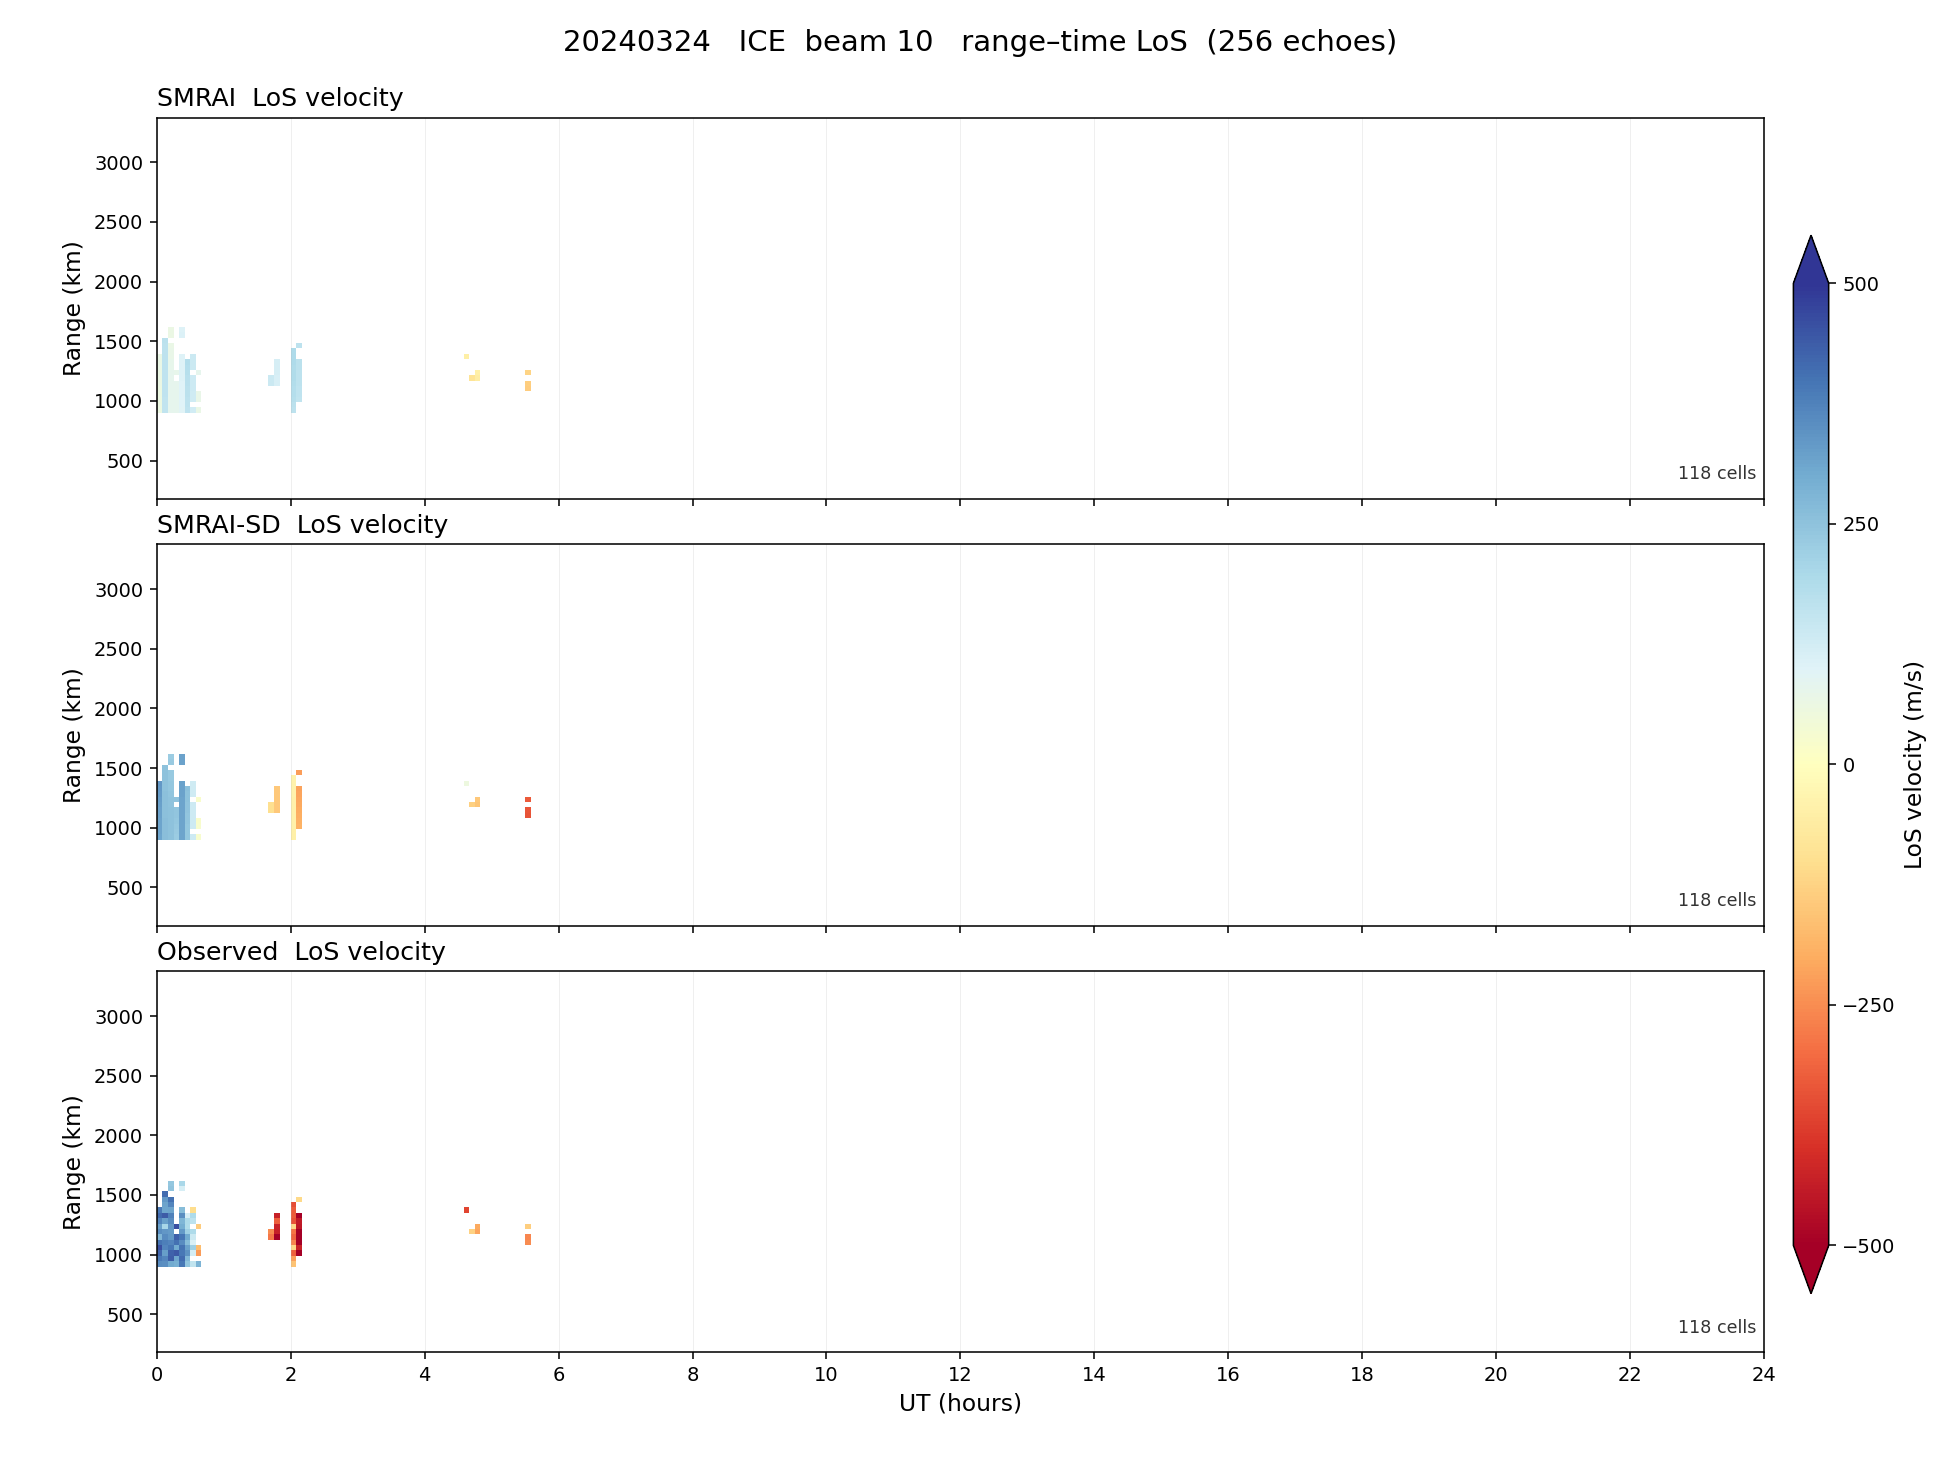 20240324   ICE  beam 10   range–time LoS  (256 echoes)
SMRAI  LoS velocity
3000
2500
2000
1500
1000
500
Range (km)
118 cells
SMRAI-SD  LoS velocity
3000
2500
2000
1500
1000
500
Range (km)
118 cells
Observed  LoS velocity
3000
2500
2000
1500
1000
500
Range (km)
118 cells
0 2 4 6 8 10 12 14 16 18 20 22 24
UT (hours)
500
250
0
−250
−500
LoS velocity (m/s)